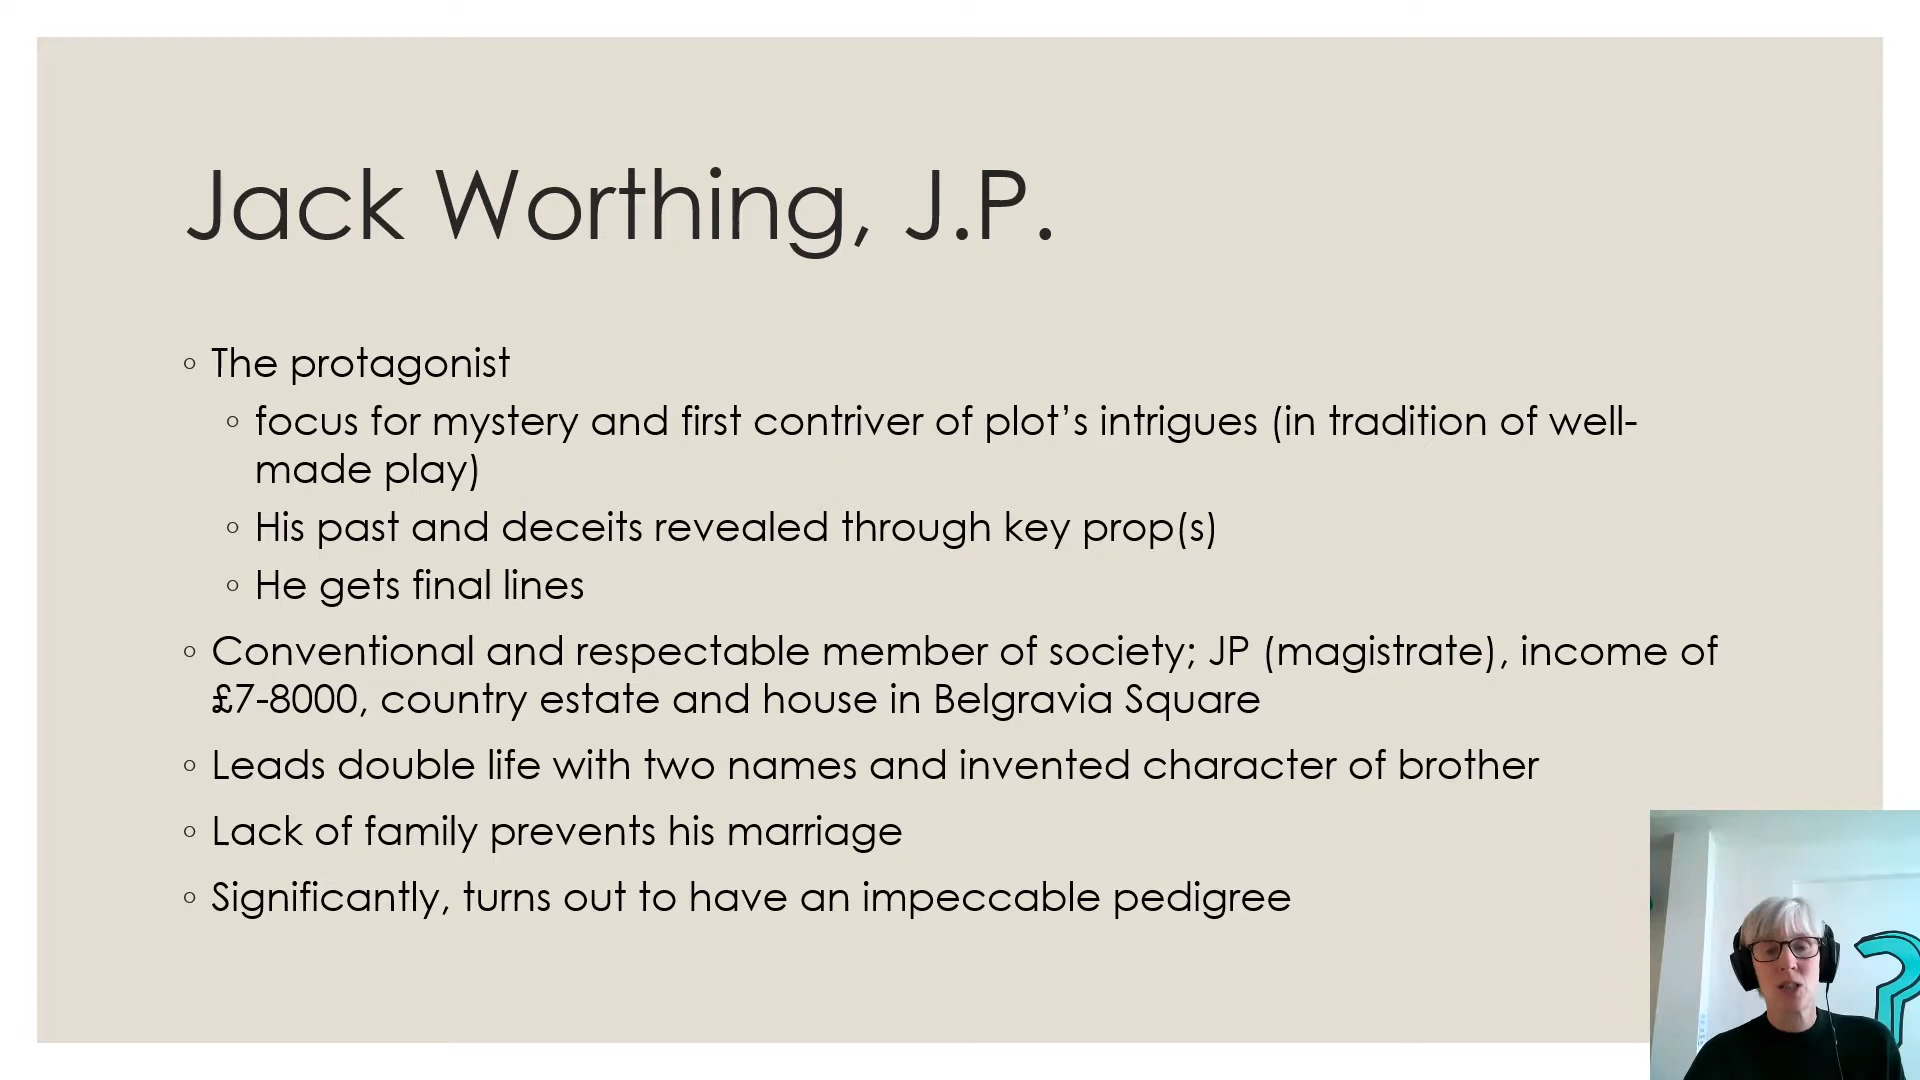 Jack Worthing, J.P.
◦ The protagonist
◦ focus for mystery and first contriver of plot’s intrigues (in tradition of well-
made play)
◦ His past and deceits revealed through key prop(s)
◦ He gets final lines
◦ Conventional and respectable member of society; JP (magistrate), income of
£7-8000, country estate and house in Belgravia Square
◦ Leads double life with two names and invented character of brother
◦ Lack of family prevents his marriage
◦ Significantly, turns out to have an impeccable pedigree
?